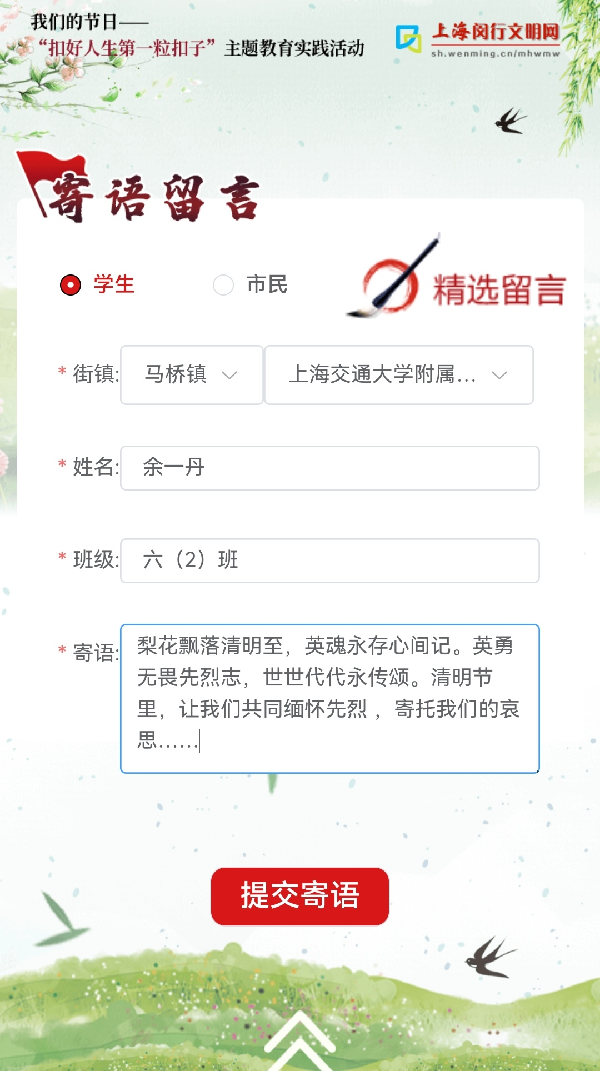 我们的节日——
“扣好人生第一粒扣子”主题教育实践活动
上海闵行文明网
sh.wenming.cn/mhwmw
寄语留言
学生
市民
精选留言
* 街镇: 马桥镇 上海交通大学附属...
* 姓名: 余一丹
* 班级: 六（2）班
* 寄语: 梨花飘落清明至，英魂永存心间记。英勇
无畏先烈志，世世代代永传颂。清明节
里，让我们共同缅怀先烈 ，寄托我们的哀
思......
提交寄语